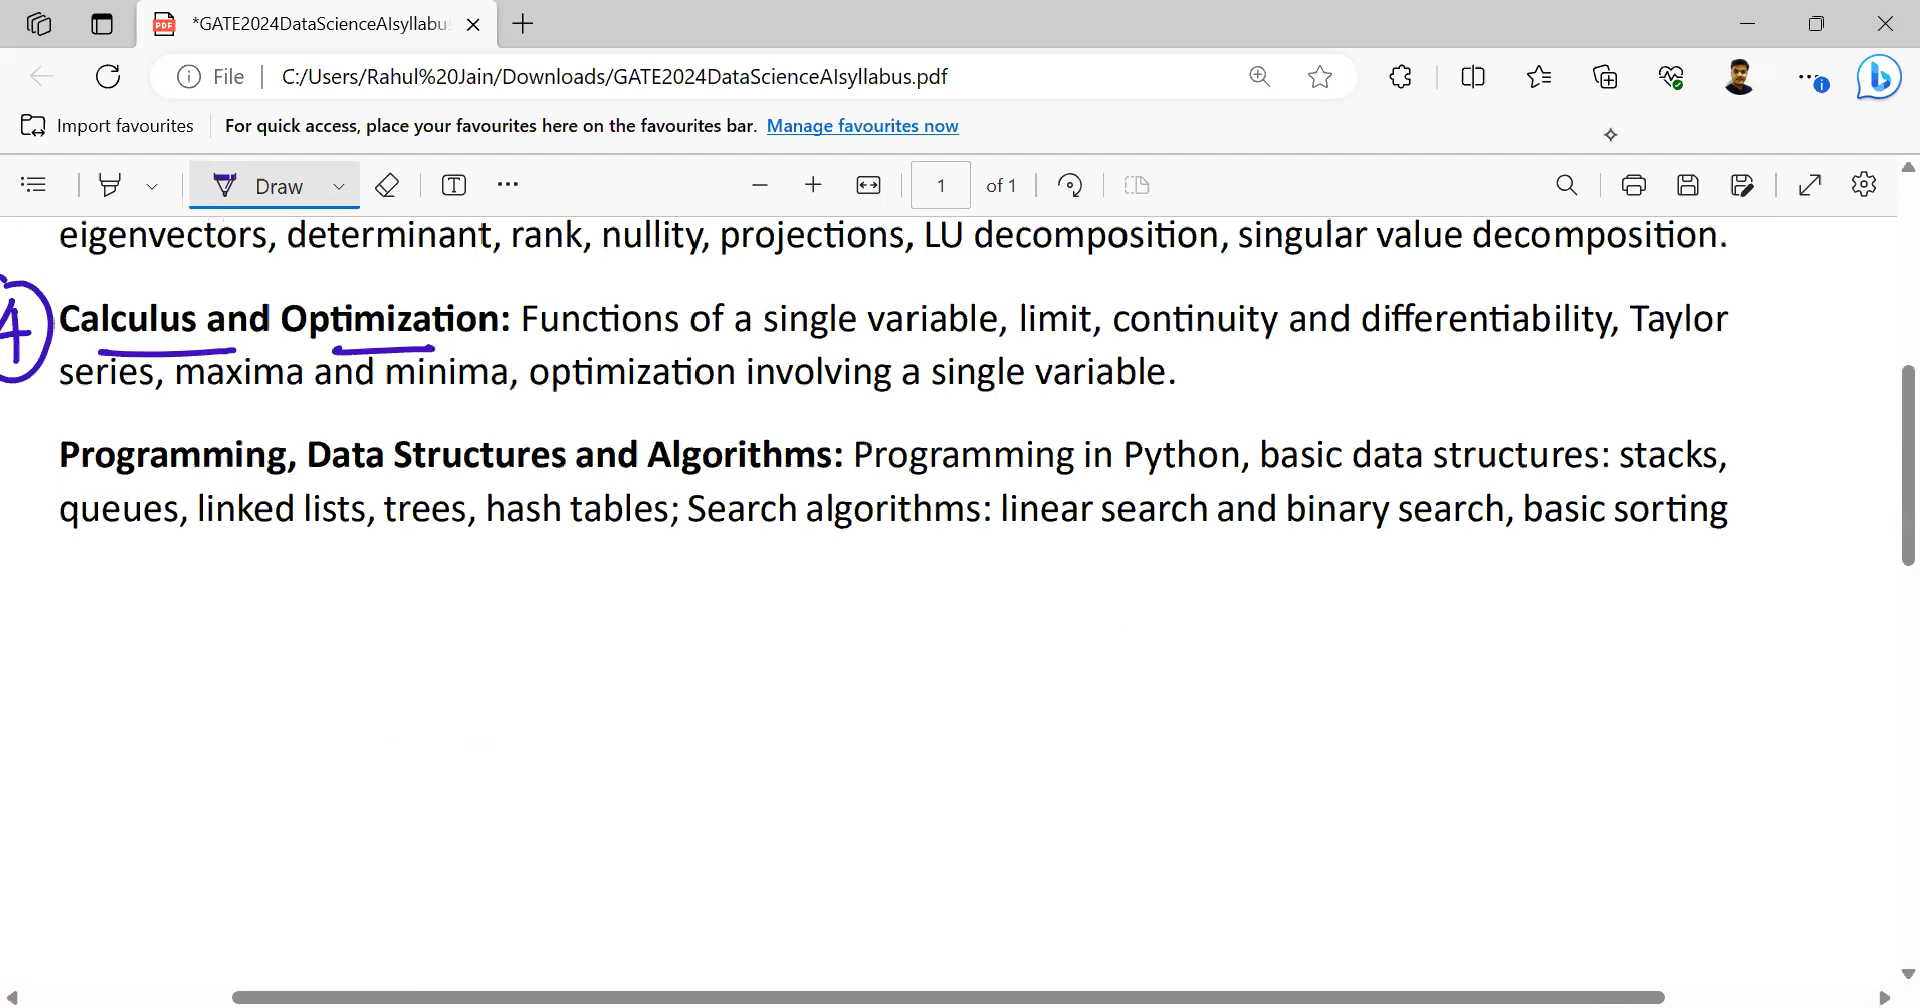 *GATE2024DataScienceAIsyllabu
File C:/Users/Rahul%20Jain/Downloads/GATE2024DataScienceAIsyllabus.pdf
Import favourites For quick access, place your favourites here on the favourites bar. Manage favourites now
Draw 1 of 1
eigenvectors, determinant, rank, nullity, projections, LU decomposition, singular value decomposition.
4 Calculus and Optimization: Functions of a single variable, limit, continuity and differentiability, Taylor
series, maxima and minima, optimization involving a single variable.
Programming, Data Structures and Algorithms: Programming in Python, basic data structures: stacks,
queues, linked lists, trees, hash tables; Search algorithms: linear search and binary search, basic sorting